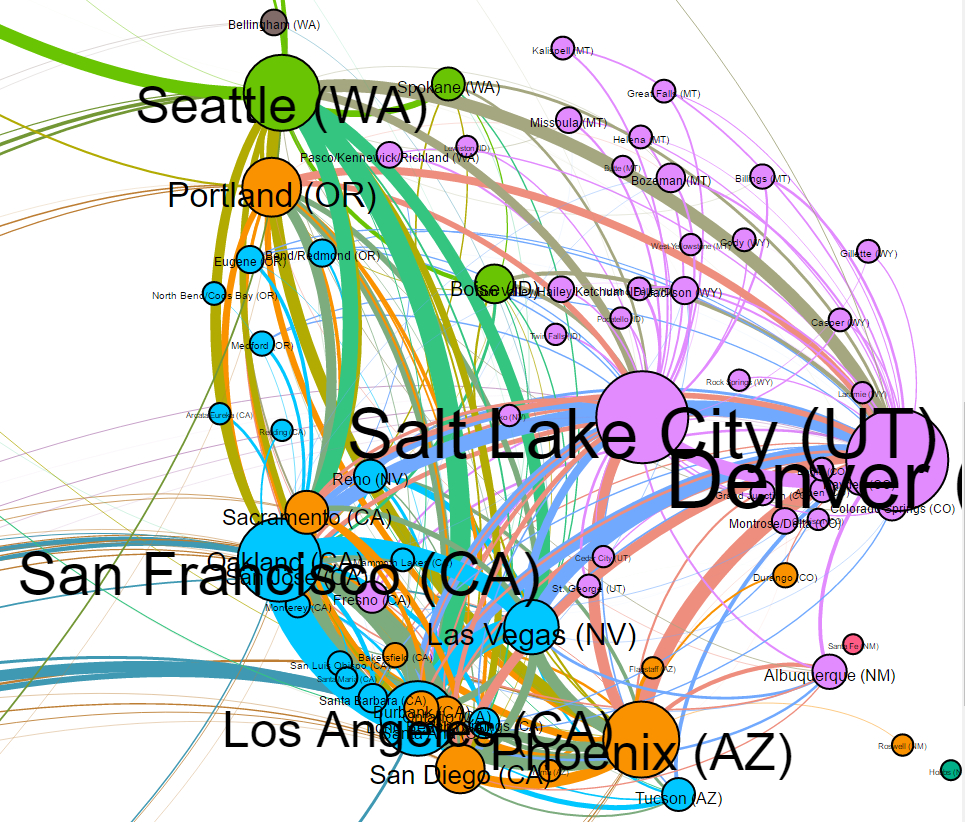 Bellingham (WA)
Kalispell (MT)
Spokane (WA)
Great Falls (MT)
Seattle (WA)
Missoula (MT)
Helena (MT)
Lewiston (ID)
Pasco/Kennewick/Richland (WA)
Butte (MT)
Bozeman (MT)
Billings (MT)
Portland (OR)
West Yellowstone (MT)
Cody (WY)
Gillette (WY)
Bend/Redmond (OR)
Eugene (OR)
Boise (ID)
Jackson (WY)
North Bend/Coos Bay (OR)
Pocatello (ID)
Casper (WY)
Twin Falls (ID)
Medford (OR)
Rock Springs (WY)
Laramie (WY)
Arcata/Eureka (CA)
Redding (CA)
Salt Lake City (UT)
Denver (
Reno (NV)
Grand Junction (CO)
Colorado Springs (CO)
Sacramento (CA)
Montrose/Delta (CO)
Oakland (CA)
Mammoth Lakes (CA)
Cedar City (UT)
San Francisco (CA)
San Jose (CA)
Durango (CO)
St. George (UT)
Fresno (CA)
Monterey (CA)
Las Vegas (NV)
Santa Fe (NM)
Bakersfield (CA)
San Luis Obispo (CA)
Flagstaff (AZ)
Santa Maria (CA)
Albuquerque (NM)
Santa Barbara (CA)
Burbank (CA)
Los Angeles (CA)
Phoenix (AZ)
Roswell (NM)
San Diego (CA)
Hobbs (N
Tucson (AZ)